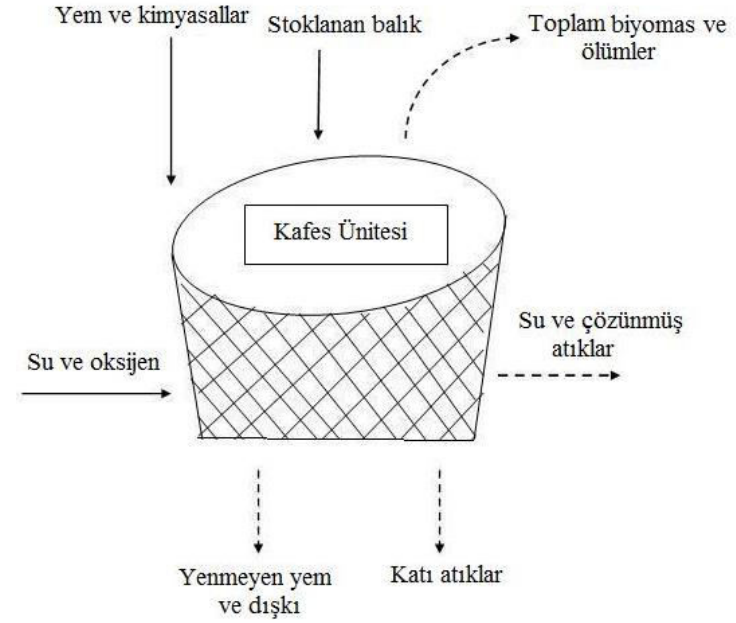 Yem ve kimyasallar
Stoklanan balık
Toplam biyomas ve
ölümler
Kafes Ünitesi
Su ve çözünmüş
atıklar
Su ve oksijen
Yenmeyen yem
ve dışkı
Katı atıklar